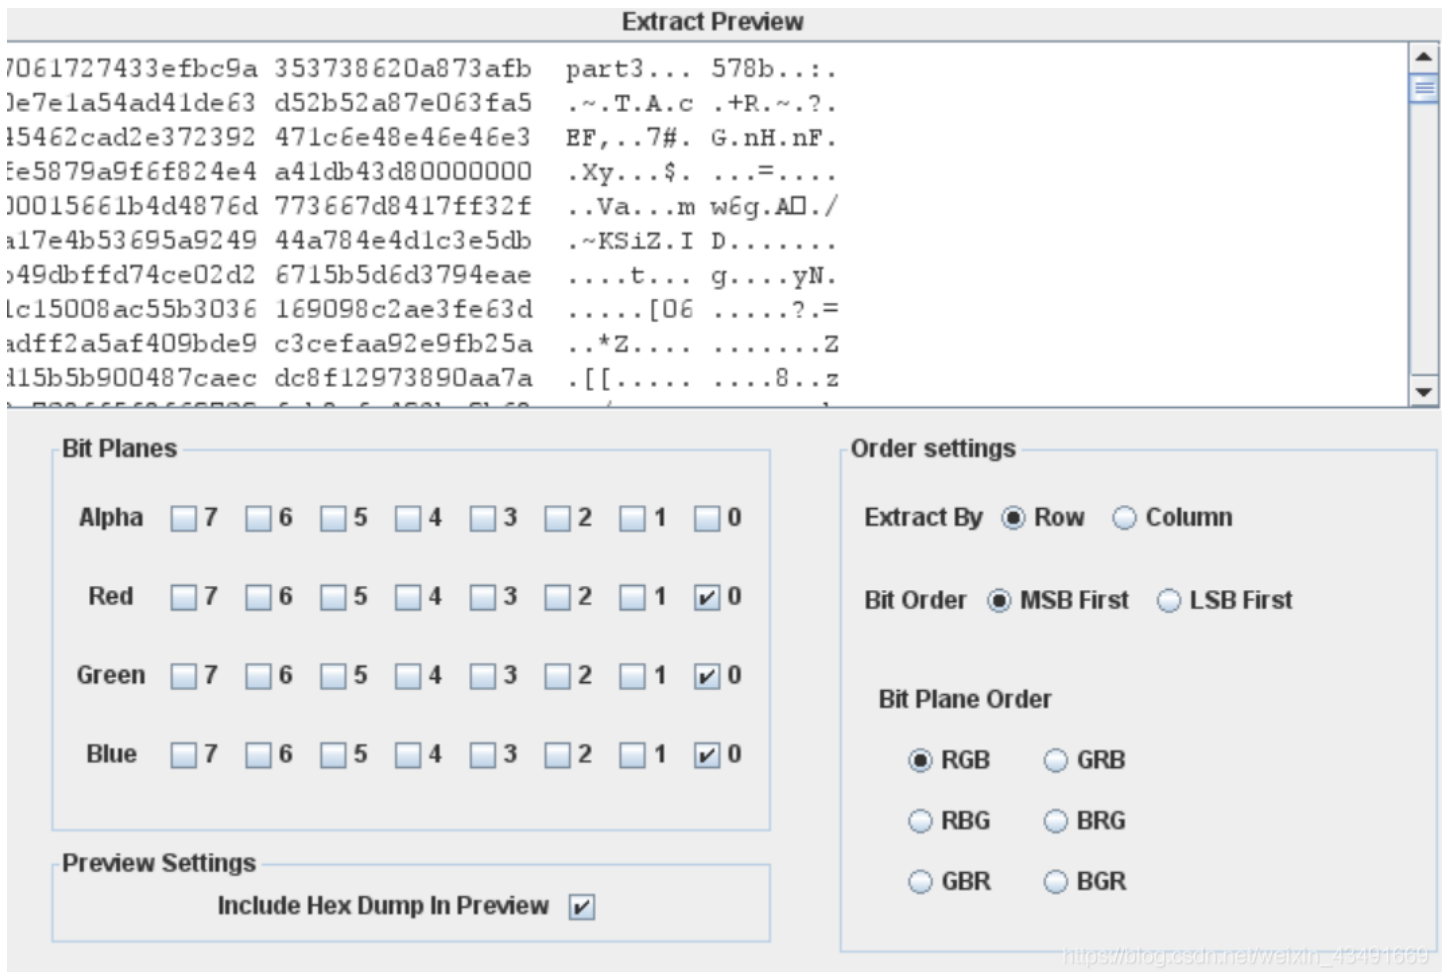 Extract Preview
7061727433efbc9a 353738620a873afb part3... 578b..:.
0e7e1a54ad41de63 d52b52a87e063fa5 .~.T.A.c .+R.~.?.
45462cad2e372392 471c6e48e46e46e3 EF,..7#. G.nH.nF.
fe5879a9f6f824e4 a41db43d80000000 .Xy...$. ...=....
00015661b4d4876d 773667d8417ff32f ..Va...m w6g.A□./
a17e4b53695a9249 44a784e4d1c3e5db .~KSiZ.I D.......
b49dbffd74ce02d2 6715b5d6d3794eae ....t... g....yN.
1c15008ac55b3036 169098c2ae3fe63d .....[06 .....?.=
adff2a5af409bde9 c3cefaa92e9fb25a ..*Z.... .......Z
d15b5b900487caec dc8f12973890aa7a .[[..... ....8..z
Bit Planes
Alpha 7 6 5 4 3 2 1 0
Red 7 6 5 4 3 2 1 0
Green 7 6 5 4 3 2 1 0
Blue 7 6 5 4 3 2 1 0
Preview Settings
Include Hex Dump In Preview
Order settings
Extract By Row Column
Bit Order MSB First LSB First
Bit Plane Order
RGB GRB
RBG BRG
GBR BGR
https://blog.csdn.net/weixin_43491669